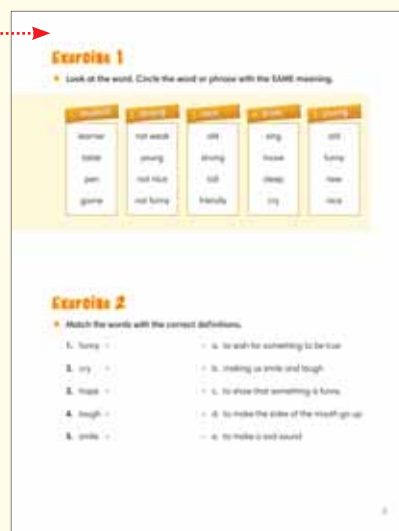 Exercise 1
Look at the word. Circle the word or phrase with the SAME meaning.
2. strong
learner not weak old sing old
table young strong house funny
pen not nice tall sleep new
game not funny friendly cry nice
Exercise 2
Match the words with the correct definitions.
1. funny a. to wish for something to be true
2. cry b. making us smile and laugh
3. hope c. to show that something is funny
4. laugh d. to make the sides of the mouth go up
5. smile e. to make a sad sound